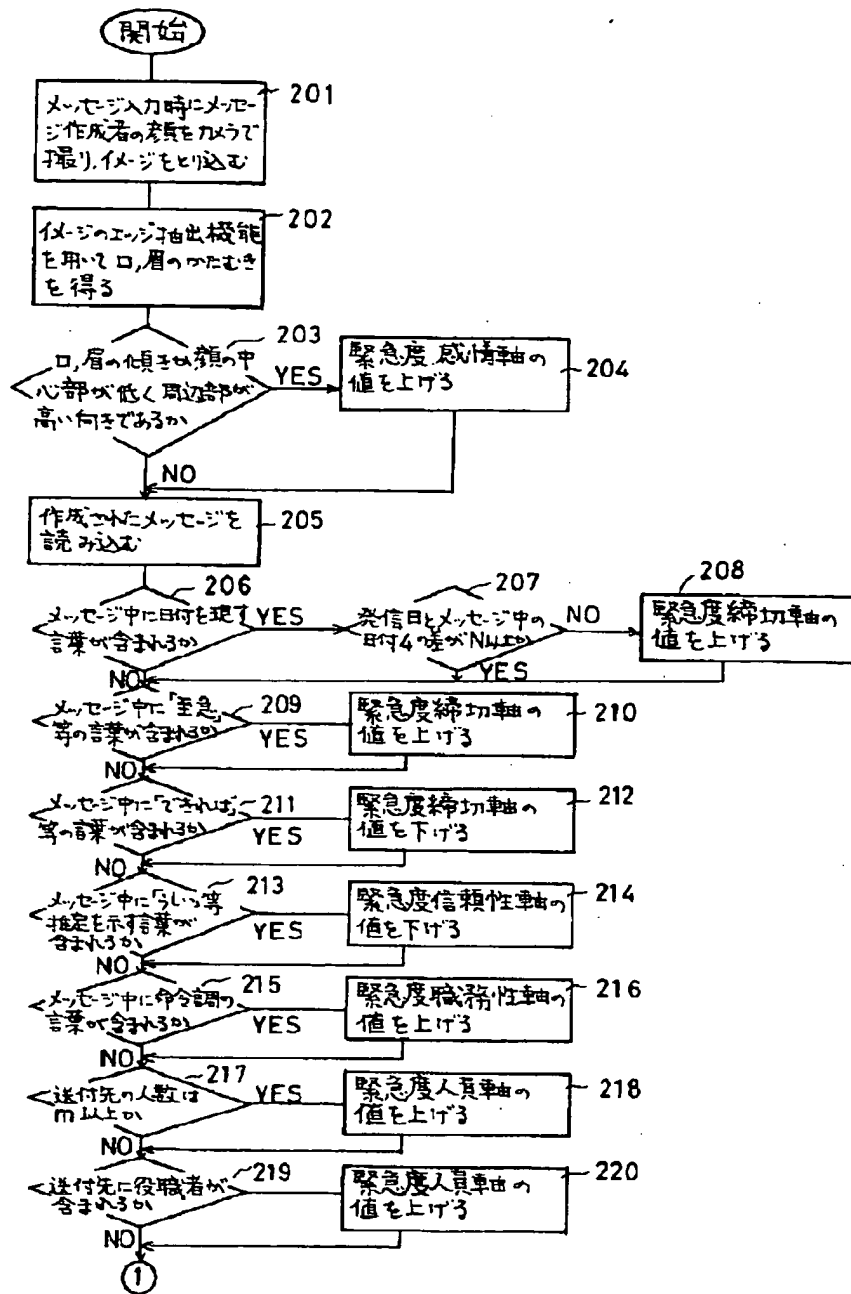 開始
201
メッセージ入力時にメッセー
ジ作成者の顔をカメラで
撮り,イメージをとり込む
202
イメージのエッジ抽出機能
を用いて口,眉のかたむき
を得る
203
口,眉の傾きが顔の中
心部が低く周辺部が
高い向きであるか
YES
緊急度,感情軸の
値を上げる
204
NO
作成されたメッセージを
読み込む
205
206
メッセージ中に日付を現す
言葉が含まれるか
YES
207
発信日とメッセージ中の
日付4の差がN以上か
NO
208
緊急度締切軸の
値を上げる
NO
YES
メッセージ中に「至急」
等の言葉が含まれるか
209
YES
緊急度締切軸の
値を上げる
210
NO
メッセージ中に「できれば」
等の言葉が含まれるか
211
YES
緊急度締切軸の
値を下げる
212
NO
213
メッセージ中に「らしい」等
推定を示す言葉が
含まれるか
YES
緊急度信頼性軸の
値を下げる
214
NO
215
メッセージ中に命令調の
言葉が含まれるか
YES
緊急度職務性軸の
値を上げる
216
NO
217
送付先の人数は
m以上か
YES
緊急度人員軸の
値を上げる
218
NO
219
送付先に役職者が
含まれるか
緊急度人員軸の
値を上げる
220
NO
1